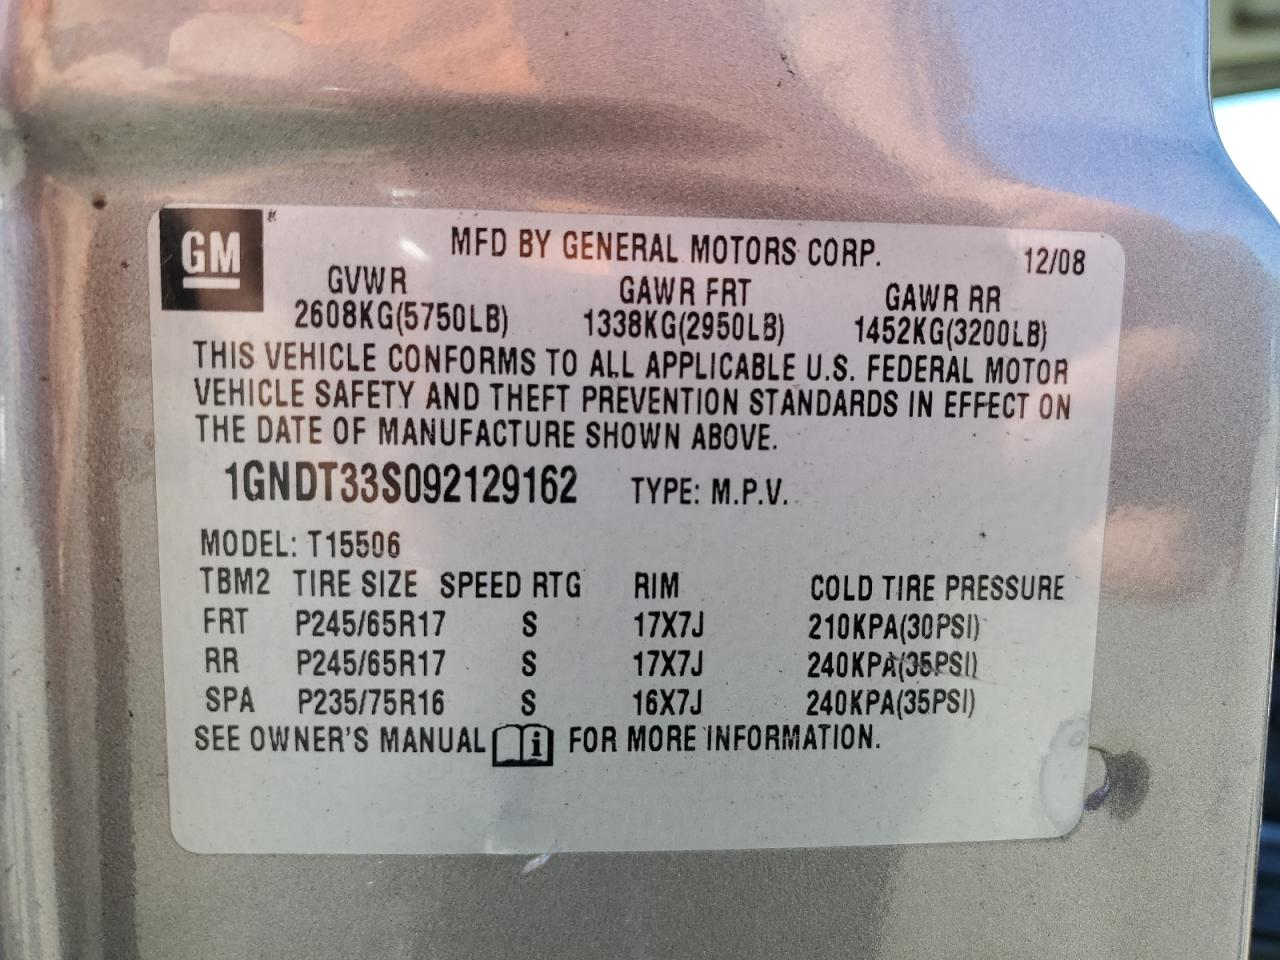 GM
MFD BY GENERAL MOTORS CORP. 12/08
GVWR GAWR FRT GAWR RR
2608KG(5750LB) 1338KG(2950LB) 1452KG(3200LB)
THIS VEHICLE CONFORMS TO ALL APPLICABLE U.S. FEDERAL MOTOR
VEHICLE SAFETY AND THEFT PREVENTION STANDARDS IN EFFECT ON
THE DATE OF MANUFACTURE SHOWN ABOVE.
1GNDT33S092129162 TYPE: M.P.V.
MODEL: T15506
TBM2 TIRE SIZE SPEED RTG RIM COLD TIRE PRESSURE
FRT P245/65R17 S 17X7J 210KPA(30PSI)
RR P245/65R17 S 17X7J 240KPA(35PSI)
SPA P235/75R16 S 16X7J 240KPA(35PSI)
SEE OWNER'S MANUAL i FOR MORE INFORMATION.